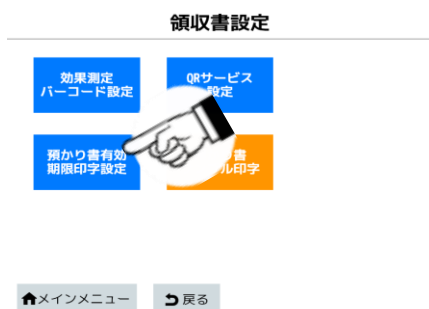 領収書設定
効果測定
バーコード設定
QRサービス
設定
預かり書有効
期限印字設定
書
ル印字
メインメニュー
戻る